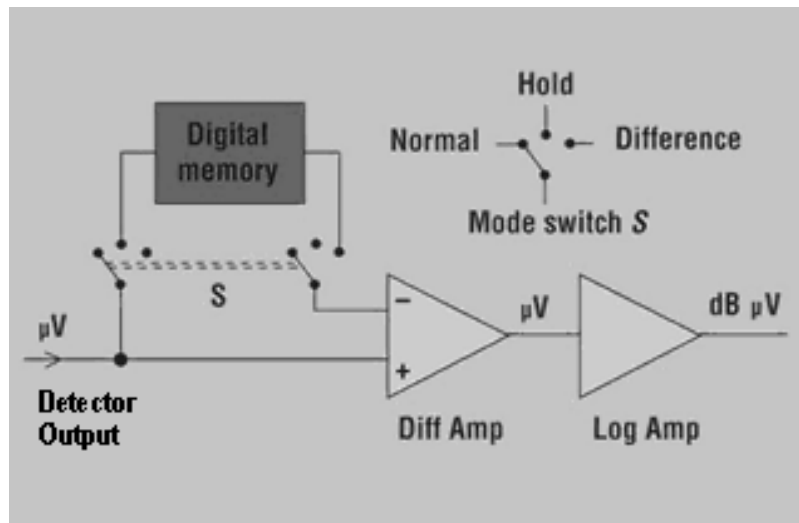 Hold
Digital
memory
Normal
Difference
Mode switch S
S
µV
µV
dB µV
−
+
Detector
Output
Diff Amp
Log Amp